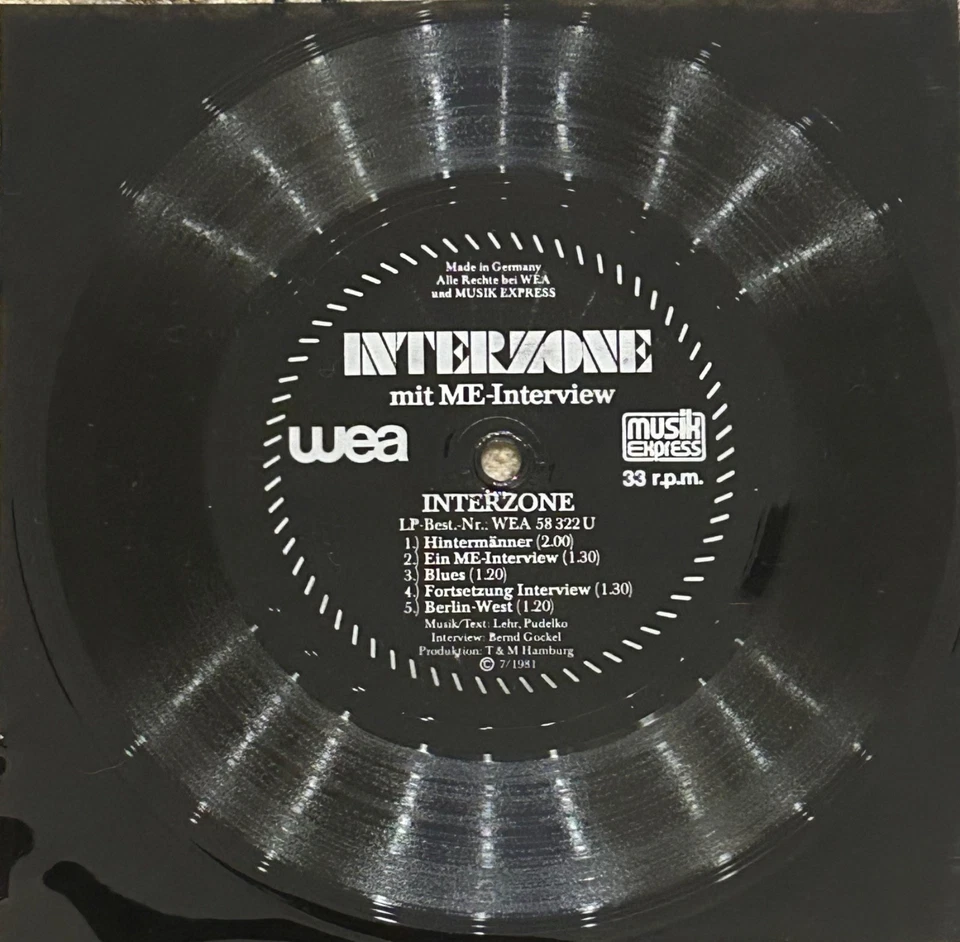 Made in Germany
Alle Rechte bei WEA
und MUSIK EXPRESS
INTERZONE
mit ME-Interview
wea
musik
express
33 r.p.m.
INTERZONE
LP-Best.-Nr.: WEA 58 322 U
1.) Hintermänner (2.00)
2.) Ein ME-Interview (1.30)
3.) Blues (1.20)
4.) Fortsetzung Interview (1.30)
5.) Berlin-West (1.20)
Musik/Text: Lehr, Pudelko
Interview: Bernd Gockel
Produktion: T & M Hamburg
© 7/1981